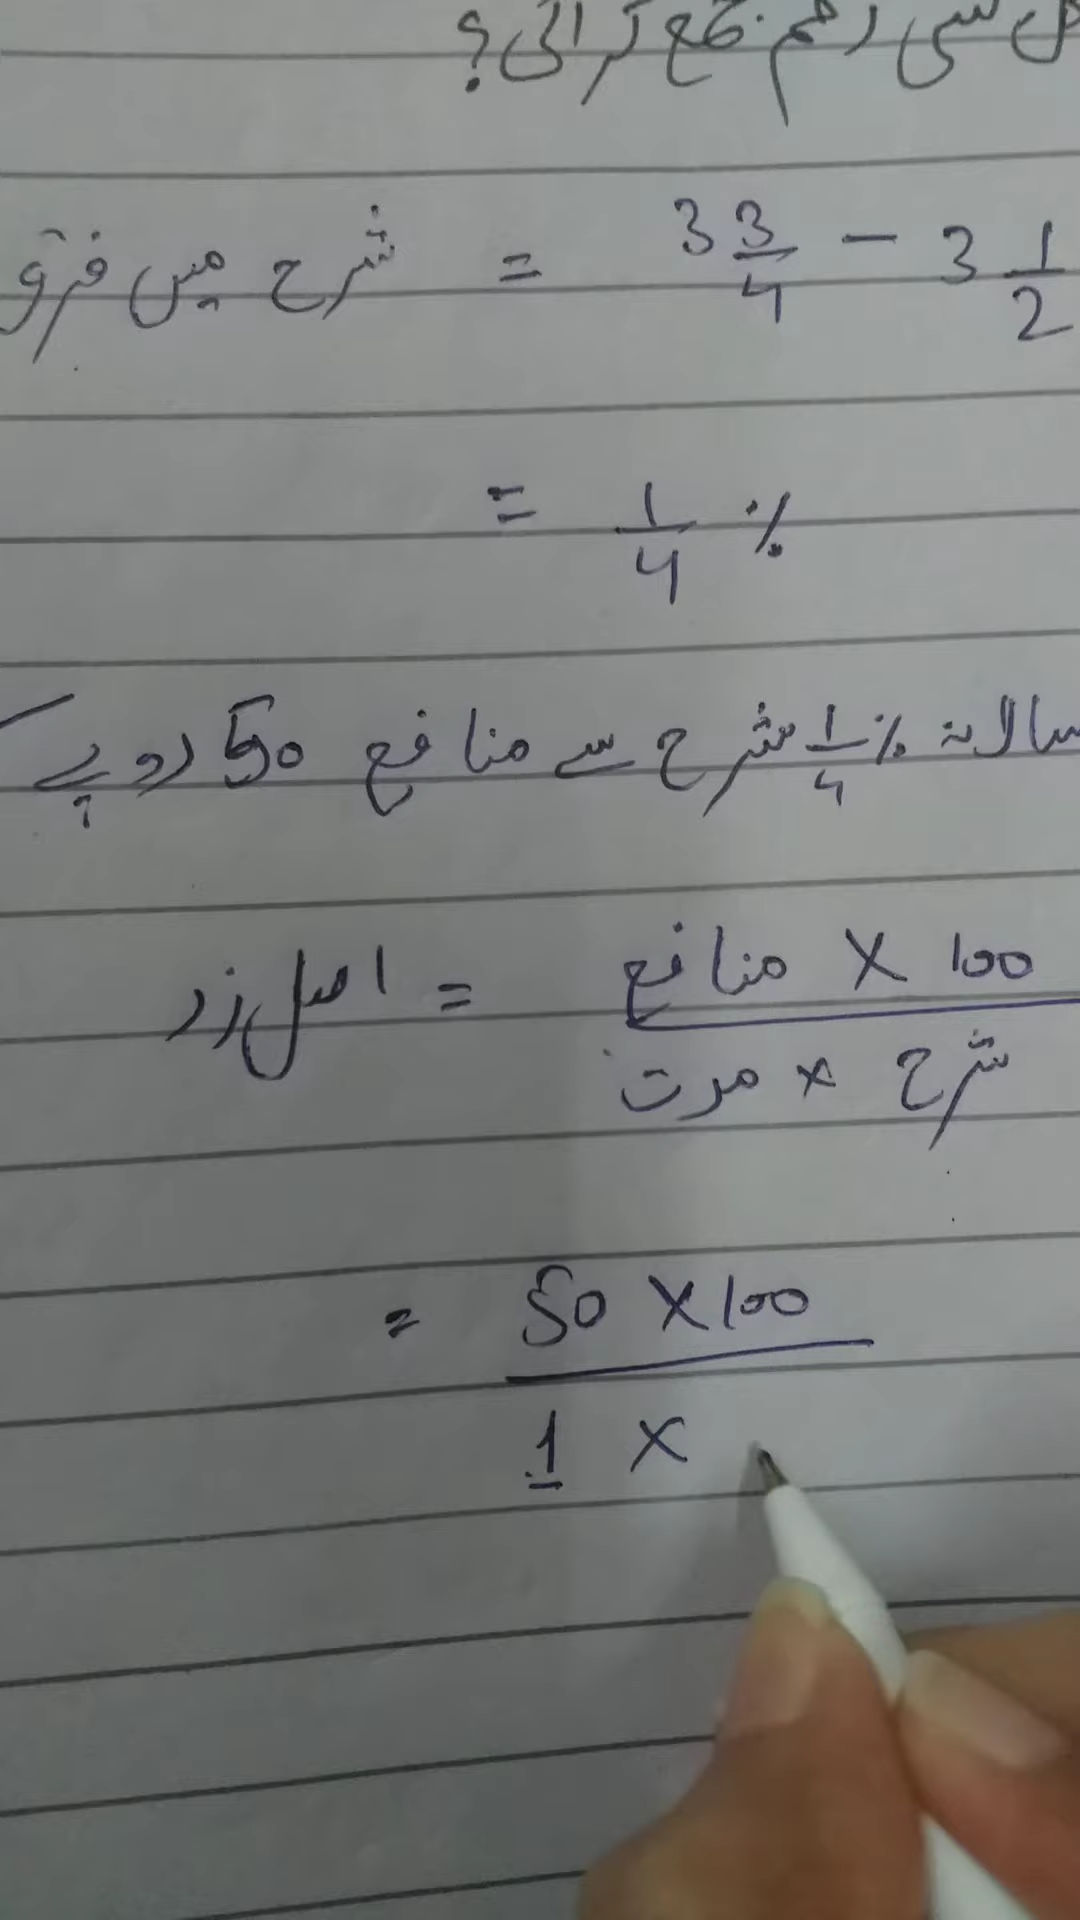 سی رقم جمع کرائی؟
شرح میں فرق = 3 3/4 - 3 1/2
= 1/4 %
سالانہ 1/4% شرح سے منافع 50 روپے
اصل زر = منافع X 100 / مدت x شرح
= 50 X 100 / 1 X